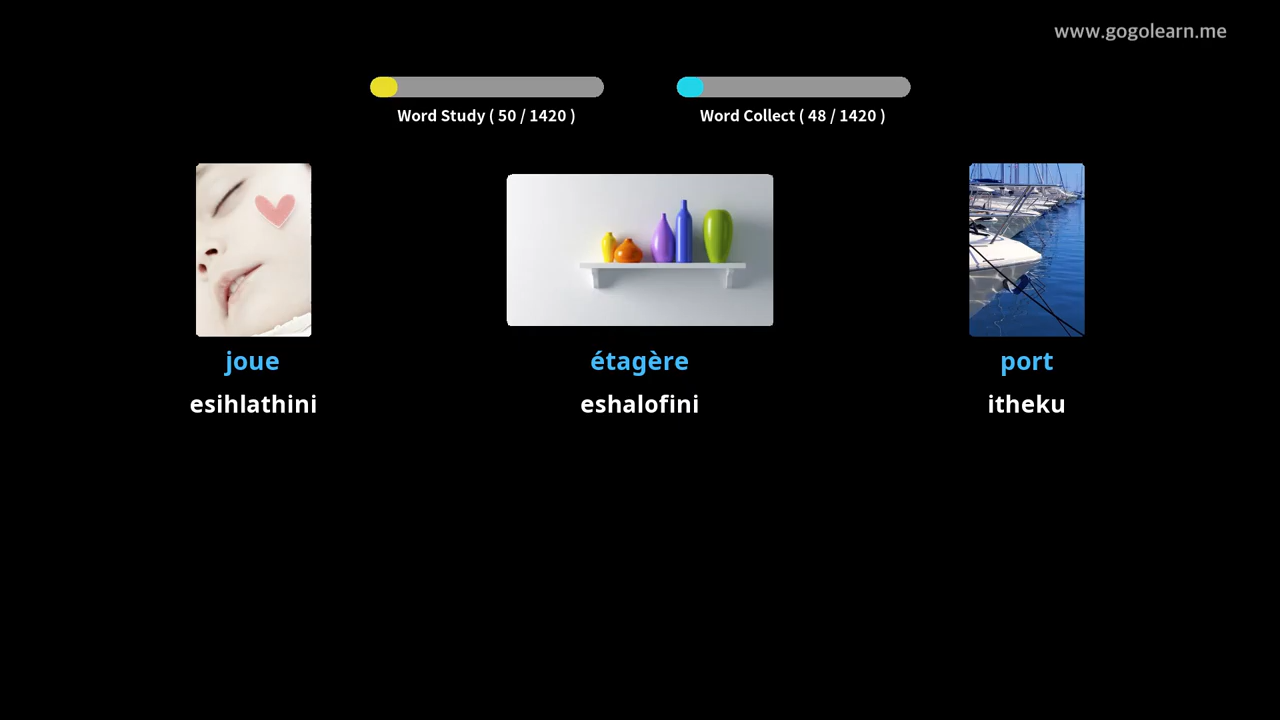 www.gogolearn.me
Word Study ( 50 / 1420 )
Word Collect ( 48 / 1420 )
joue
étagère
port
esihlathini
eshalofini
itheku